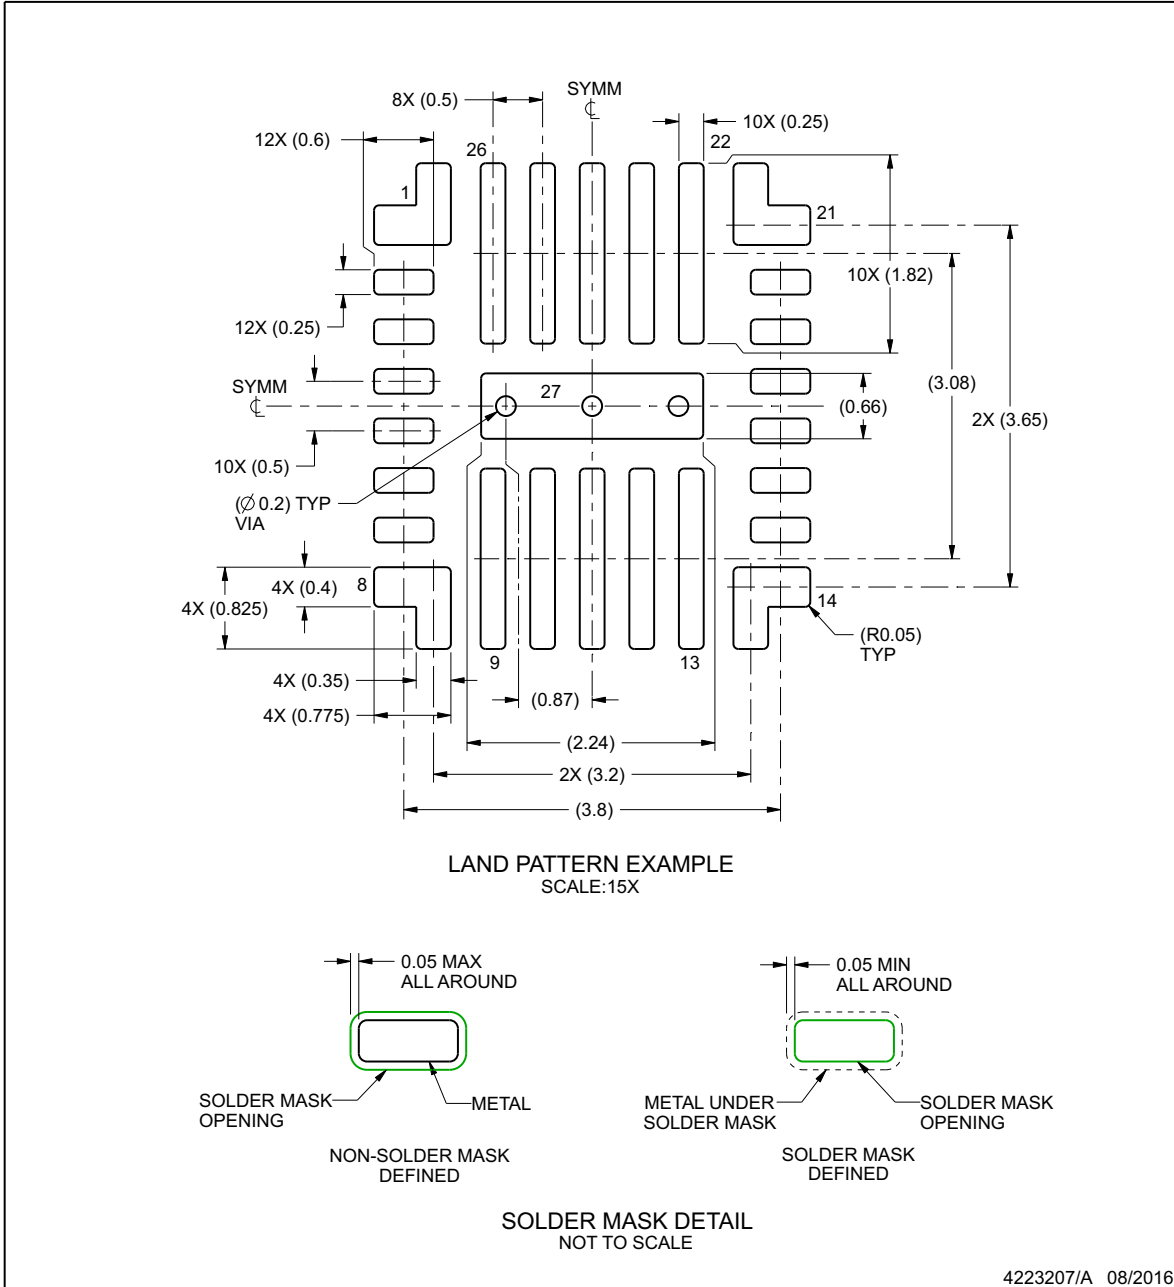 SYMM
℄
8X (0.5)
10X (0.25)
12X (0.6)
26
22
1
21
10X (1.82)
12X (0.25)
SYMM
℄
27
(3.08)
(0.66)
2X (3.65)
10X (0.5)
(Ø 0.2) TYP
VIA
4X (0.4)
8
14
4X (0.825)
(R0.05)
TYP
9
13
4X (0.35)
(0.87)
4X (0.775)
(2.24)
2X (3.2)
(3.8)
LAND PATTERN EXAMPLE
SCALE:15X
0.05 MAX
ALL AROUND
0.05 MIN
ALL AROUND
SOLDER MASK
OPENING
METAL
METAL UNDER
SOLDER MASK
SOLDER MASK
OPENING
NON-SOLDER MASK
DEFINED
SOLDER MASK
DEFINED
SOLDER MASK DETAIL
NOT TO SCALE
4223207/A 08/2016